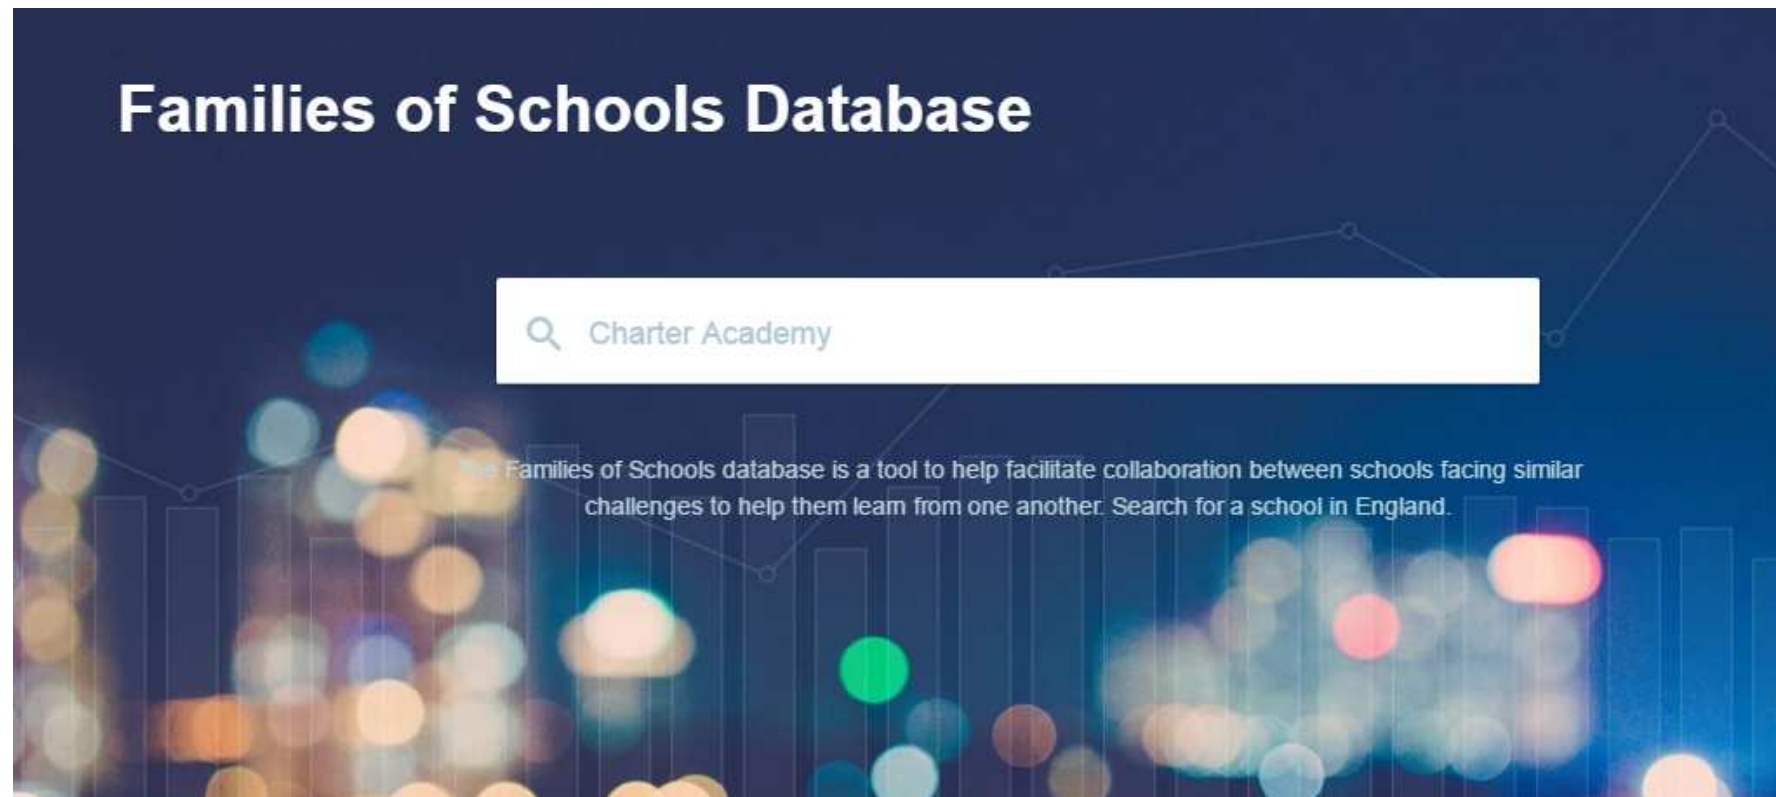 Families of Schools Database
Charter Academy
The Families of Schools database is a tool to help facilitate collaboration between schools facing similar
challenges to help them learn from one another. Search for a school in England.